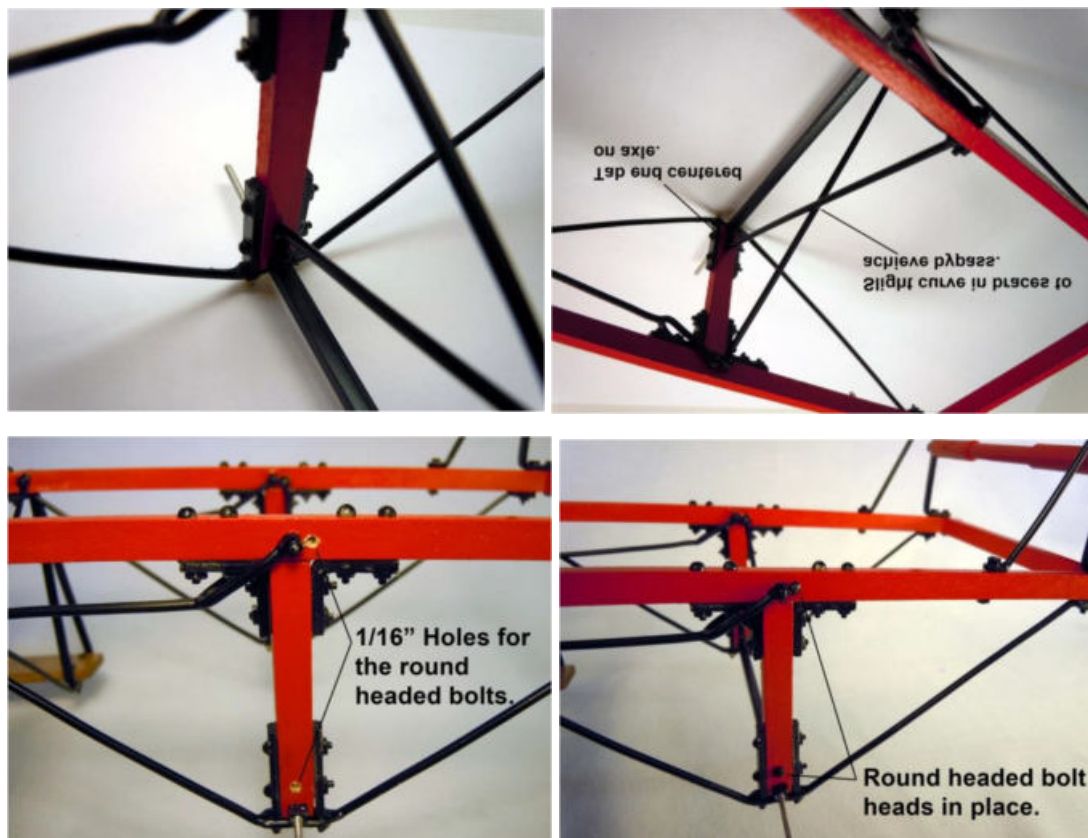 Tab end centered
on axle.
Slight curve in braces to
achieve bypass.
1/16” Holes for
the round
headed bolts.
Round headed bolt
heads in place.